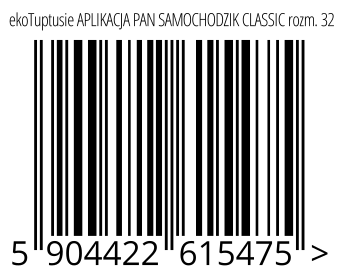 ekoTuptusie APLIKACJA PAN SAMOCHODZIK CLASSIC rozm. 32
5 904422 615475 >